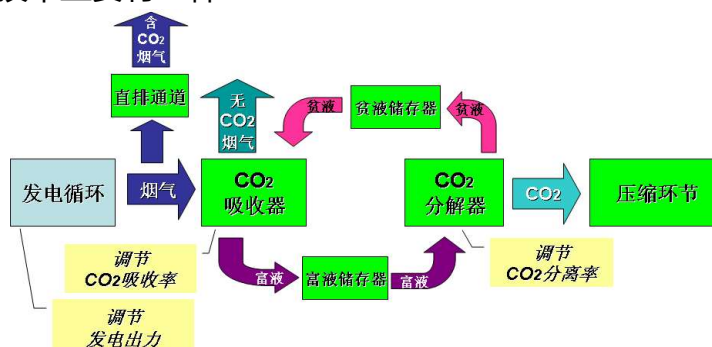 含
CO₂
烟气
直排通道
无
CO₂
烟气
贫液
贫液储存器
贫液
发电循环
烟气
CO₂
吸收器
CO₂
分解器
CO₂
压缩环节
调节
CO₂吸收率
富液
富液储存器
富液
调节
CO₂分离率
调节
发电出力